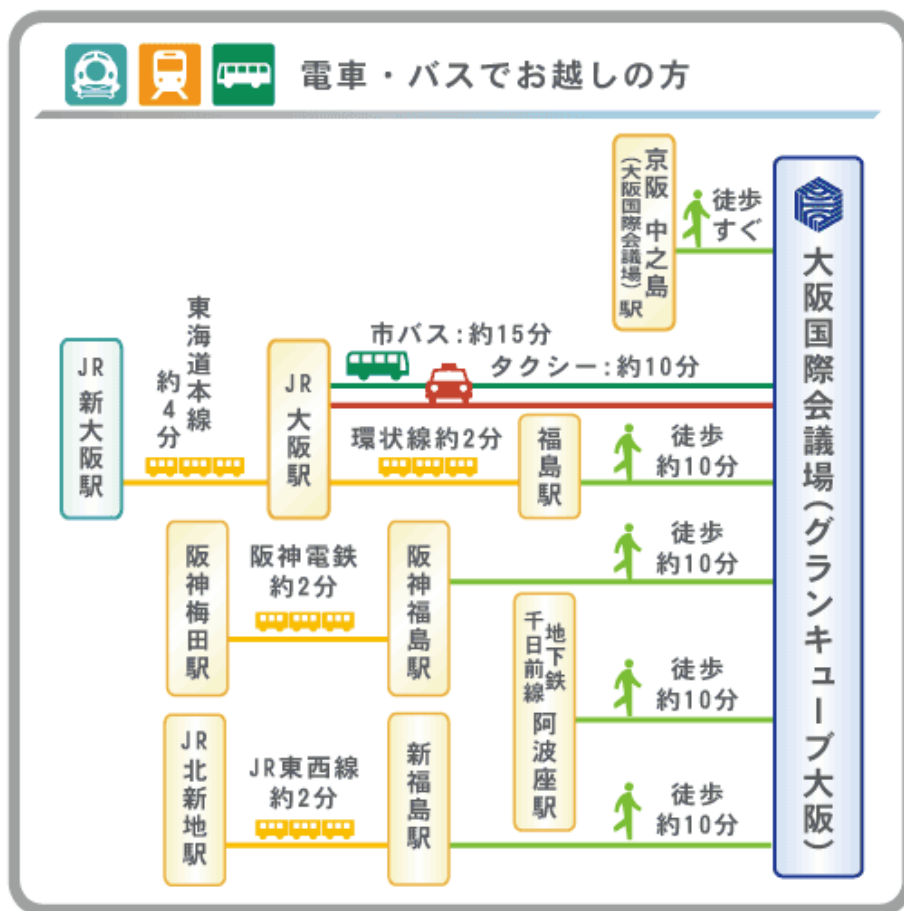 電車・バスでお越しの方
京阪 中之島
(大阪国際会議場)駅
徒歩
すぐ
大阪国際会議場(グランキューブ大阪)
JR 新大阪駅
東海道本線
約4分
JR 大阪駅
市バス:約15分
タクシー:約10分
環状線約2分
福島駅
徒歩
約10分
阪神梅田駅
阪神電鉄
約2分
阪神福島駅
徒歩
約10分
地下鉄
千日前線
阿波座駅
徒歩
約10分
JR北新地駅
JR東西線
約2分
新福島駅
徒歩
約10分